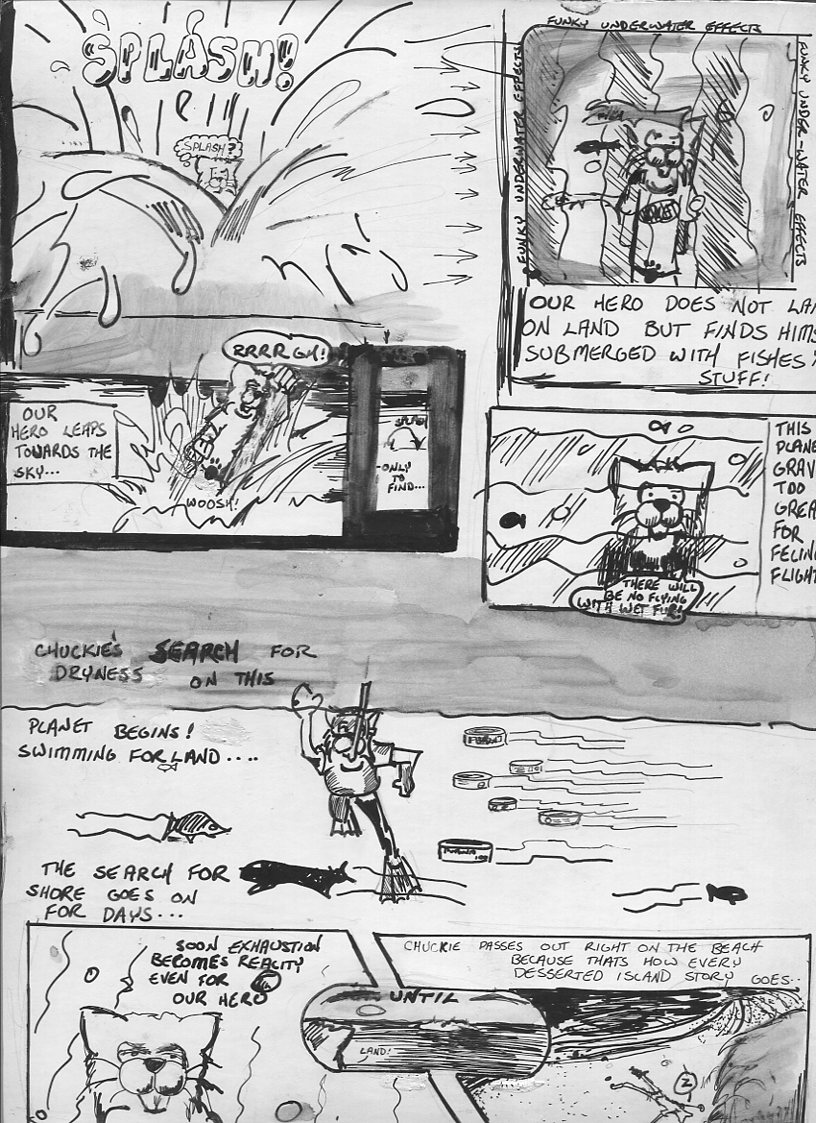 SPLASH!
SPLASH?
FUNKY UNDERWATER EFFECTS
FUNKY UNDERWATER EFFECTS
FUNKY UNDER-WATER EFFECTS
OUR HERO DOES NOT LAN
ON LAND BUT FINDS HIMS
SUBMERGED WITH FISHES &
STUFF!
RRRRGH!
OUR
HERO LEAPS
TOWARDS THE
SKY...
WOOSH!
SPLASH
ONLY
TO
FIND...
THIS
PLANE
GRAV
TOO
GREA
FOR
FELIN
FLIGHT
THERE WILL
BE NO FLYING
WITH WET FUR!
CHUCKIE'S SEARCH FOR
DRYNESS ON THIS
PLANET BEGINS!
SWIMMING FOR LAND....
THE SEARCH FOR
SHORE GOES ON
FOR DAYS...
SOON EXHAUSTION
BECOMES REALITY
EVEN FOR
OUR HERO
UNTIL
LAND!
CHUCKIE PASSES OUT RIGHT ON THE BEACH
BECAUSE THATS HOW EVERY
DESSERTED ISLAND STORY GOES..
Z